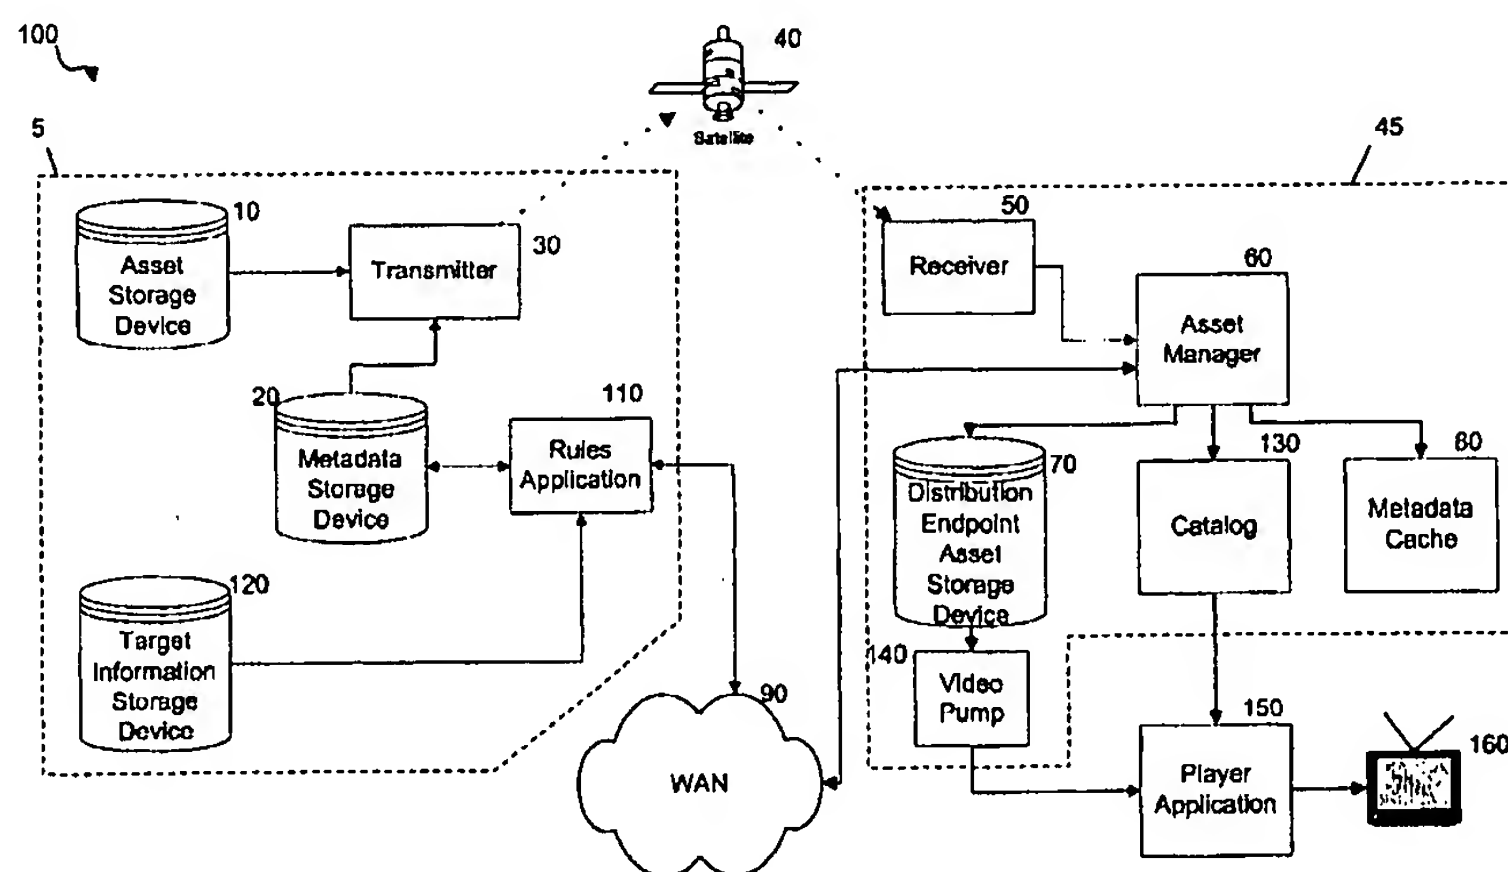 100
40
Satellite
5
45
10
Asset
Storage
Device
30
Transmitter
50
Receiver
60
Asset
Manager
20
Metadata
Storage
Device
110
Rules
Application
70
Distribution
Endpoint
Asset
Storage
Device
130
Catalog
80
Metadata
Cache
120
Target
Information
Storage
Device
140
Video
Pump
90
WAN
150
Player
Application
160